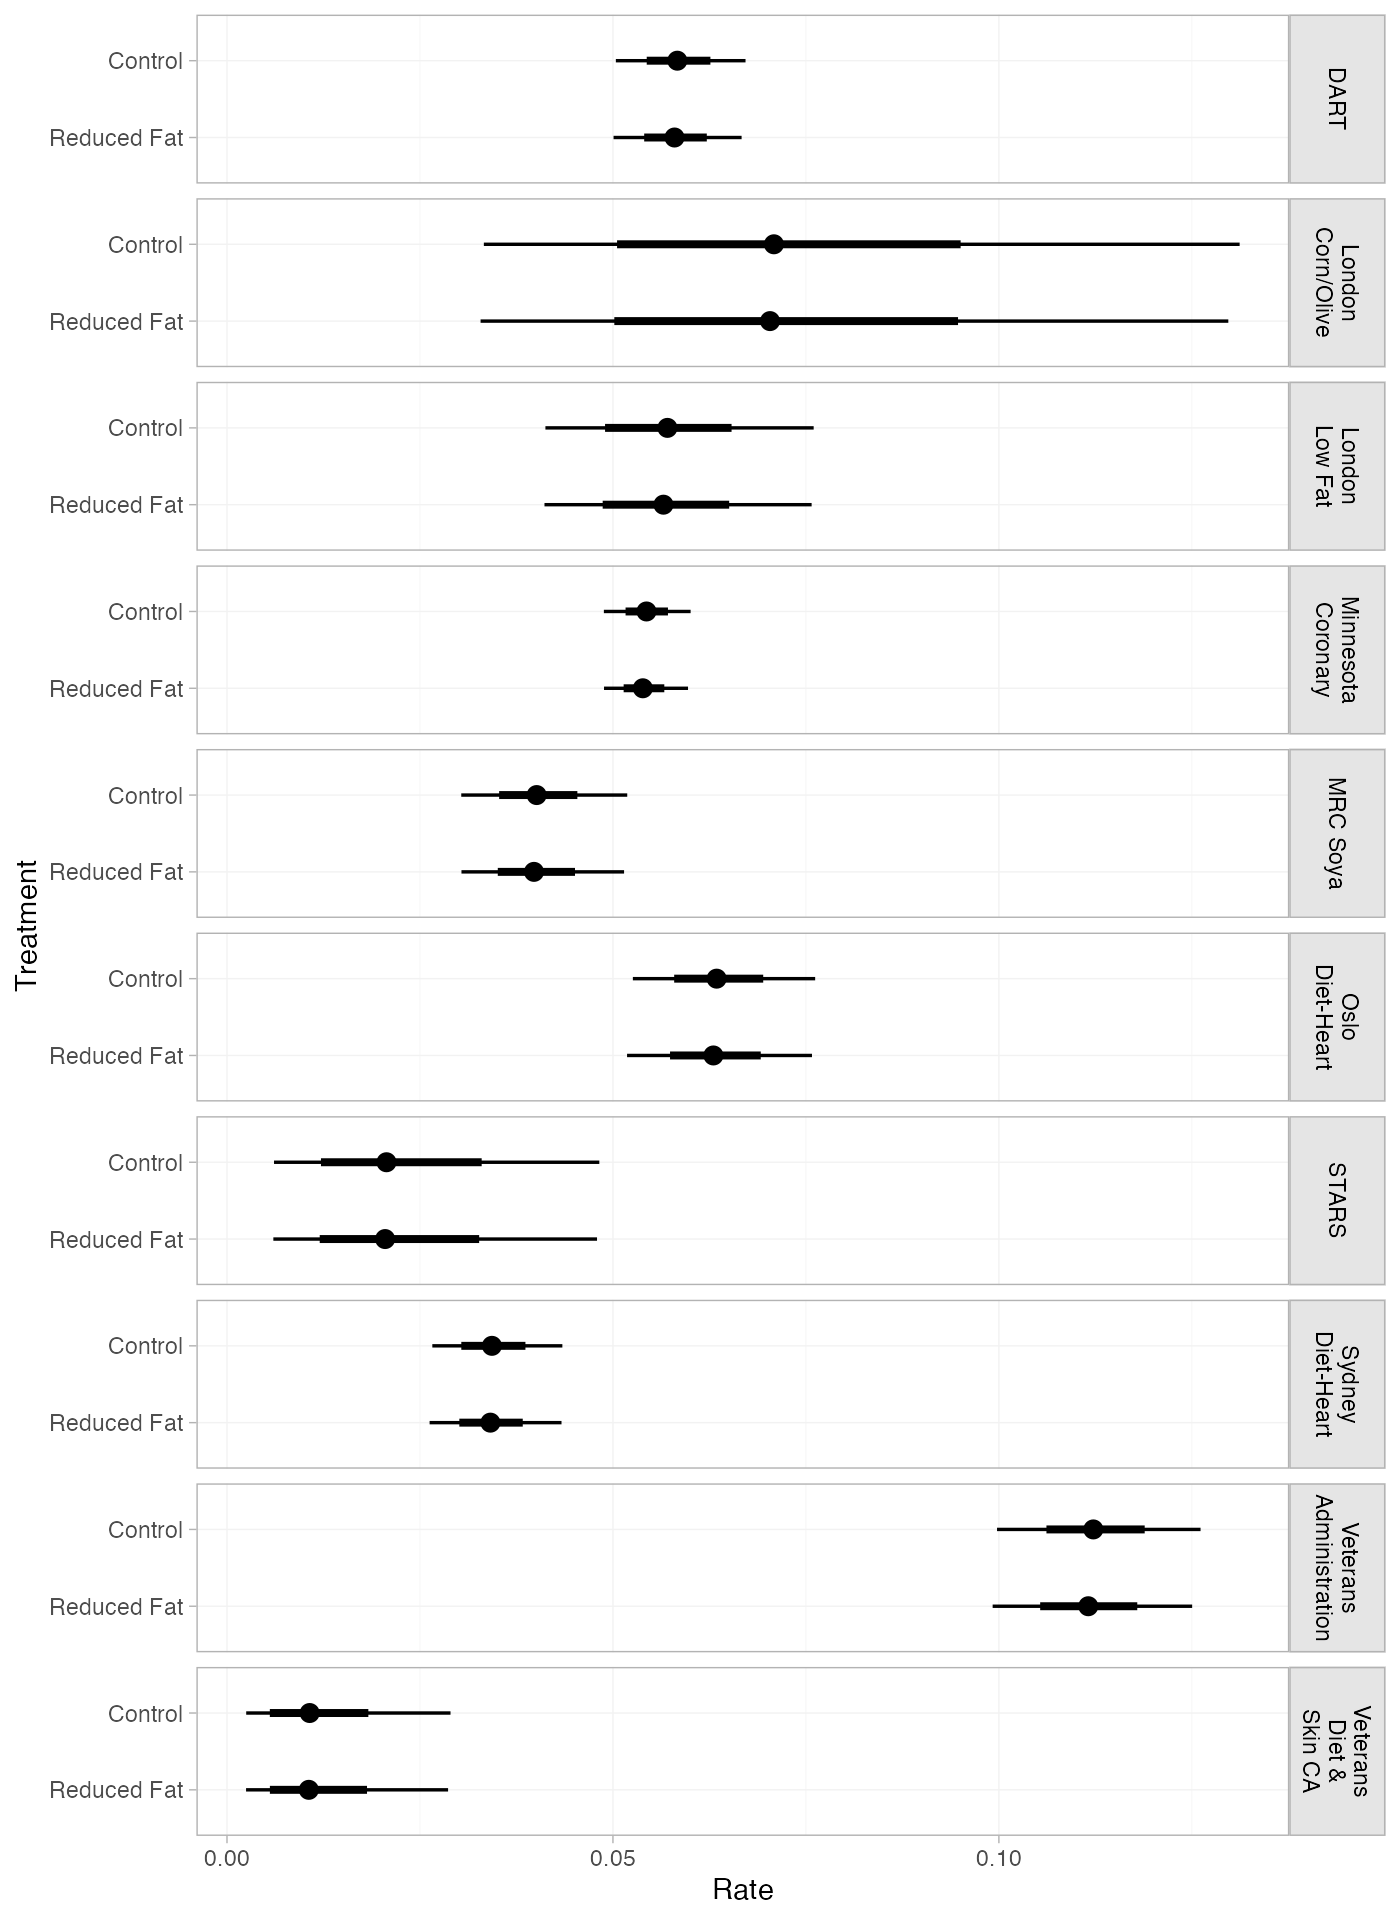 Treatment
Control
Reduced Fat
DART
Control
Reduced Fat
London
Corn/Olive
Control
Reduced Fat
London
Low Fat
Control
Reduced Fat
Minnesota
Coronary
Control
Reduced Fat
MRC Soya
Control
Reduced Fat
Oslo
Diet-Heart
Control
Reduced Fat
STARS
Control
Reduced Fat
Sydney
Diet-Heart
Control
Reduced Fat
Veterans
Administration
Control
Reduced Fat
Veterans
Diet &
Skin CA
0.00 0.05 0.10
Rate